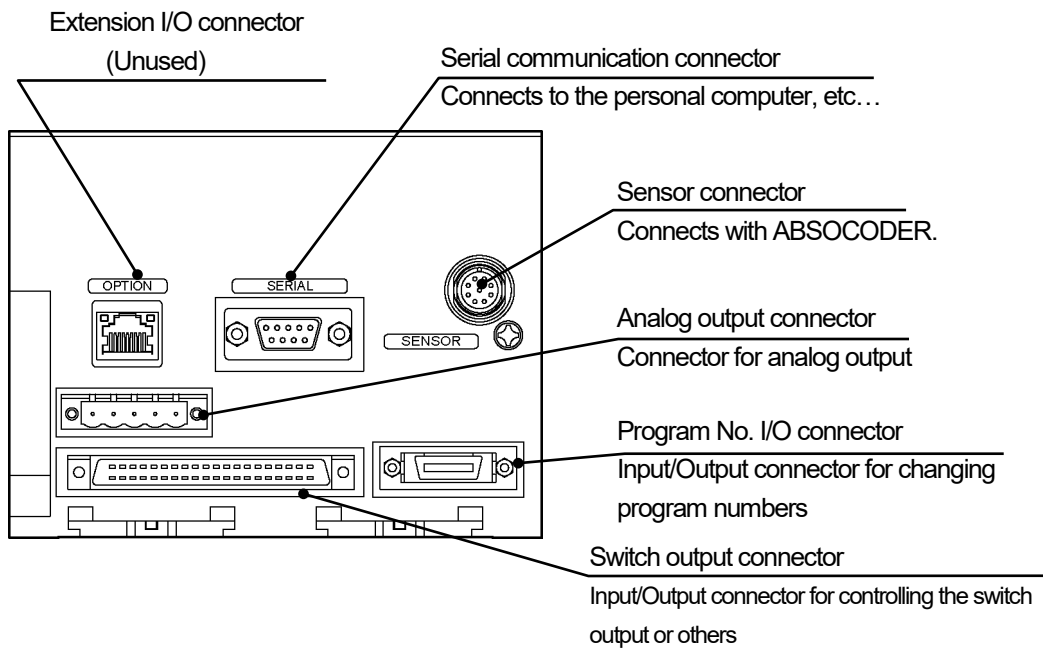 Extension I/O connector
(Unused)
Serial communication connector
Connects to the personal computer, etc…
Sensor connector
Connects with ABSOCODER.
OPTION
SERIAL
SENSOR
Analog output connector
Connector for analog output
Program No. I/O connector
Input/Output connector for changing
program numbers
Switch output connector
Input/Output connector for controlling the switch
output or others